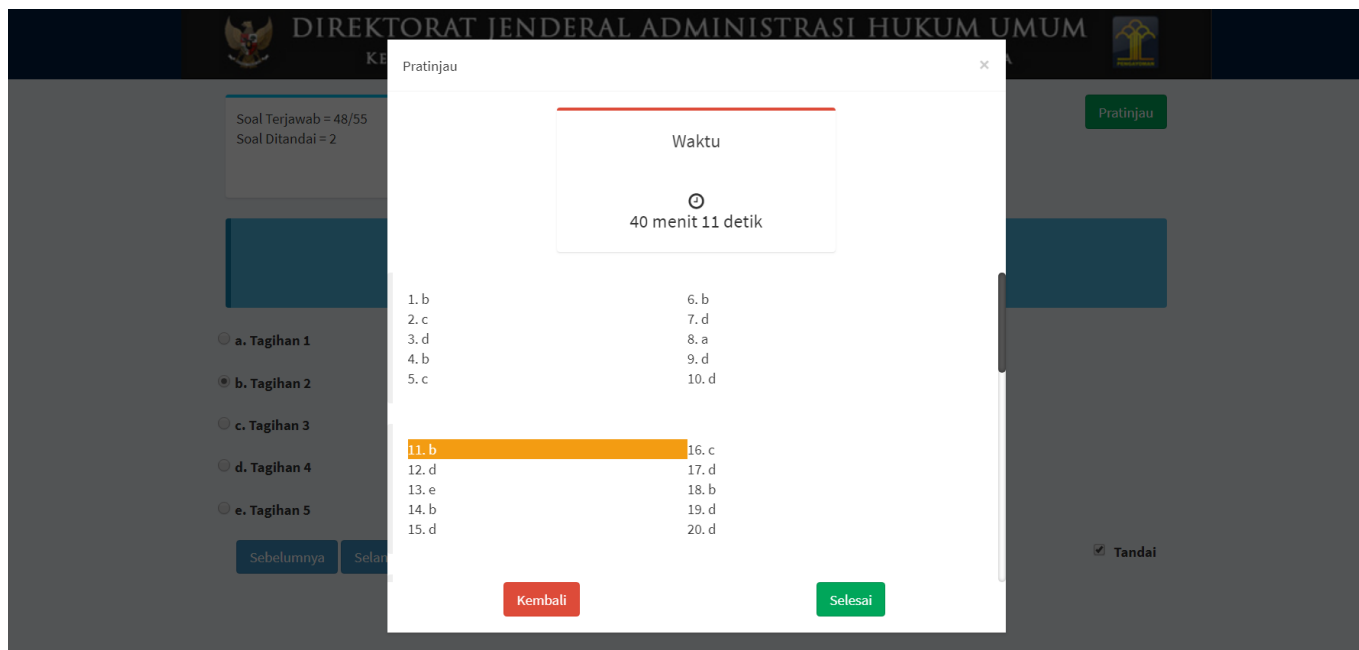 DIREKTORAT JENDERAL ADMINISTRASI HUKUM UMUM
Pratinjau
×
Soal Terjawab = 48/55
Soal Ditandai = 2
Pratinjau
Waktu
40 menit 11 detik
1. b
2. c
3. d
4. b
5. c
6. b
7. d
8. a
9. d
10. d
a. Tagihan 1
b. Tagihan 2
c. Tagihan 3
d. Tagihan 4
e. Tagihan 5
11. b
12. d
13. e
14. b
15. d
16. c
17. d
18. b
19. d
20. d
Sebelumnya
Selan
Tandai
Kembali
Selesai